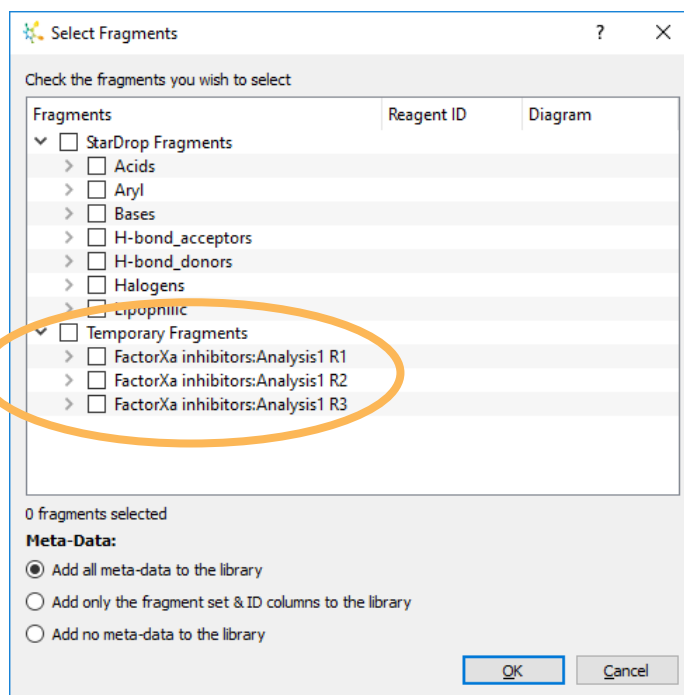 Select Fragments ? ×
Check the fragments you wish to select
Fragments Reagent ID Diagram
StarDrop Fragments
Acids
Aryl
Bases
H-bond_acceptors
H-bond_donors
Halogens
Lipophilic
Temporary Fragments
FactorXa inhibitors:Analysis1 R1
FactorXa inhibitors:Analysis1 R2
FactorXa inhibitors:Analysis1 R3
0 fragments selected
Meta-Data:
Add all meta-data to the library
Add only the fragment set & ID columns to the library
Add no meta-data to the library
OK Cancel